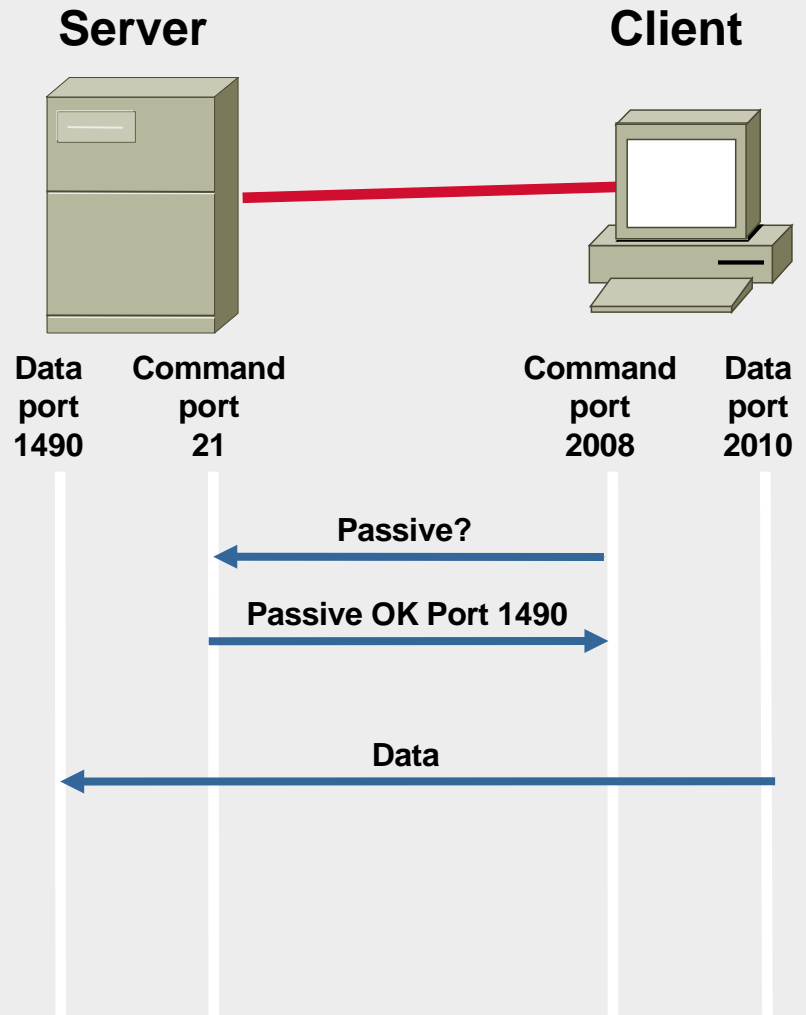 Server
Client
Data
port
1490
Command
port
21
Command
port
2008
Data
port
2010
Passive?
Passive OK Port 1490
Data